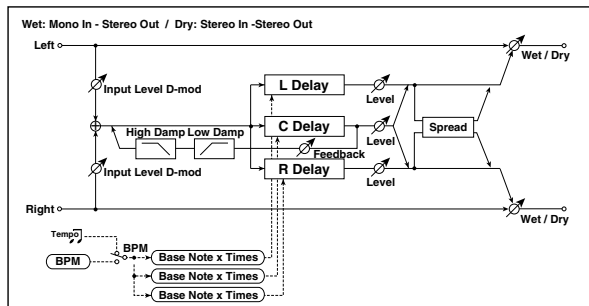 Wet: Mono In - Stereo Out / Dry: Stereo In -Stereo Out
Left
Wet / Dry
Input Level D-mod
L Delay
Level
High Damp Low Damp
C Delay
Level
Spread
Feedback
Input Level D-mod
R Delay
Level
Right
Wet / Dry
Tempo
BPM
BPM
Base Note x Times
Base Note x Times
Base Note x Times